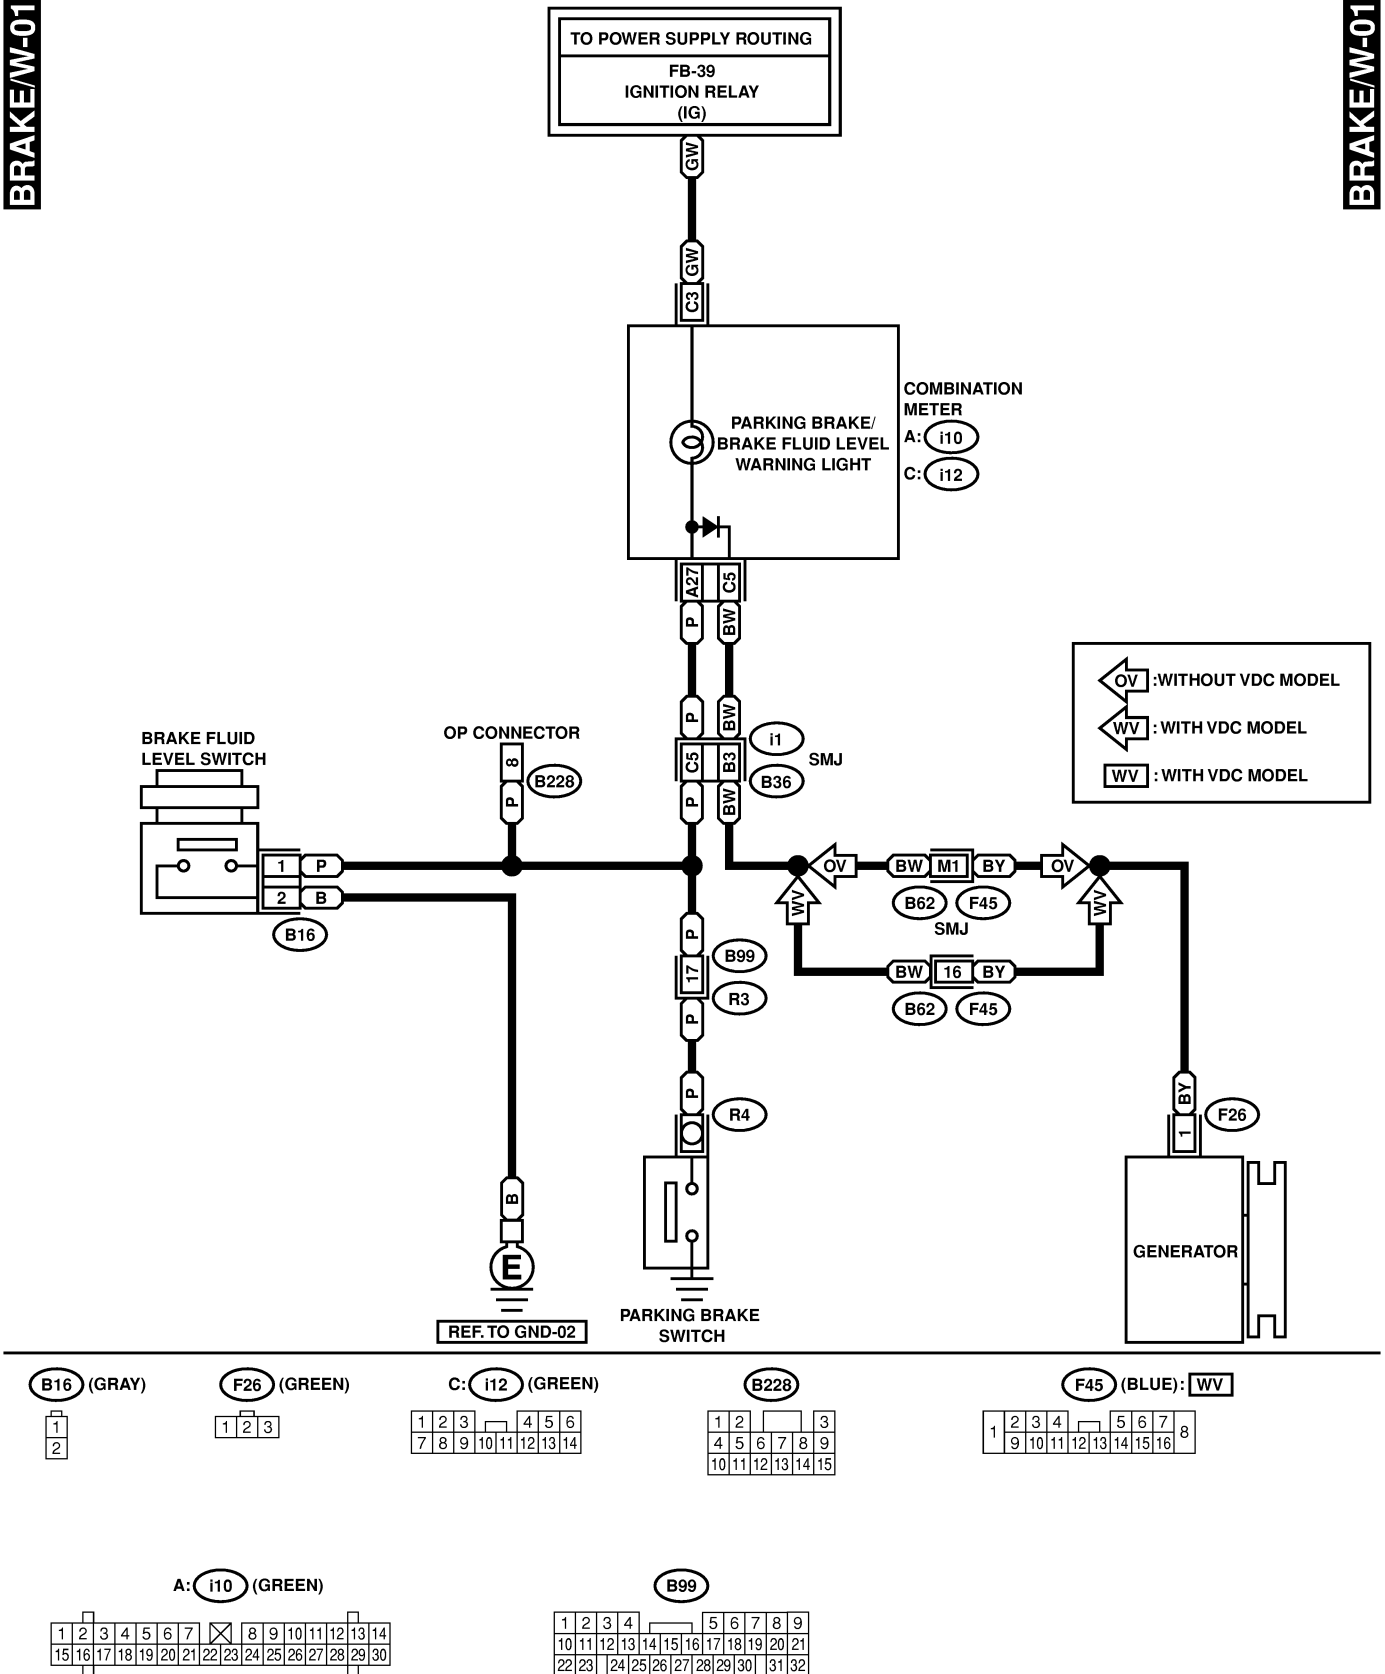 BRAKE/W-01
BRAKE/W-01
TO POWER SUPPLY ROUTING
FB-39
IGNITION RELAY
(IG)
GW
GW
C3
COMBINATION
METER
A: i10
C: i12
PARKING BRAKE/
BRAKE FLUID LEVEL
WARNING LIGHT
A27 C5
P BW
P BW
C5 B3
i1
SMJ
B36
P BW
OV :WITHOUT VDC MODEL
WV : WITH VDC MODEL
WV : WITH VDC MODEL
BRAKE FLUID
LEVEL SWITCH
OP CONNECTOR
8
B228
P
1 P
2 B
B16
OV BW M1 BY OV
B62 F45
SMJ
WV WV
BW 16 BY
B62 F45
P
B99
17
R3
P
P
R4
BY
F26
1
B
E
REF. TO GND-02
PARKING BRAKE
SWITCH
GENERATOR
B16 (GRAY)
1
2
F26 (GREEN)
1 2 3
C: i12 (GREEN)
1 2 3 4 5 6
7 8 9 10 11 12 13 14
B228
1 2 3
4 5 6 7 8 9
10 11 12 13 14 15
F45 (BLUE): WV
1 2 3 4 5 6 7 8
9 10 11 12 13 14 15 16
A: i10 (GREEN)
1 2 3 4 5 6 7 8 9 10 11 12 13 14
15 16 17 18 19 20 21 22 23 24 25 26 27 28 29 30
B99
1 2 3 4 5 6 7 8 9
10 11 12 13 14 15 16 17 18 19 20 21
22 23 24 25 26 27 28 29 30 31 32